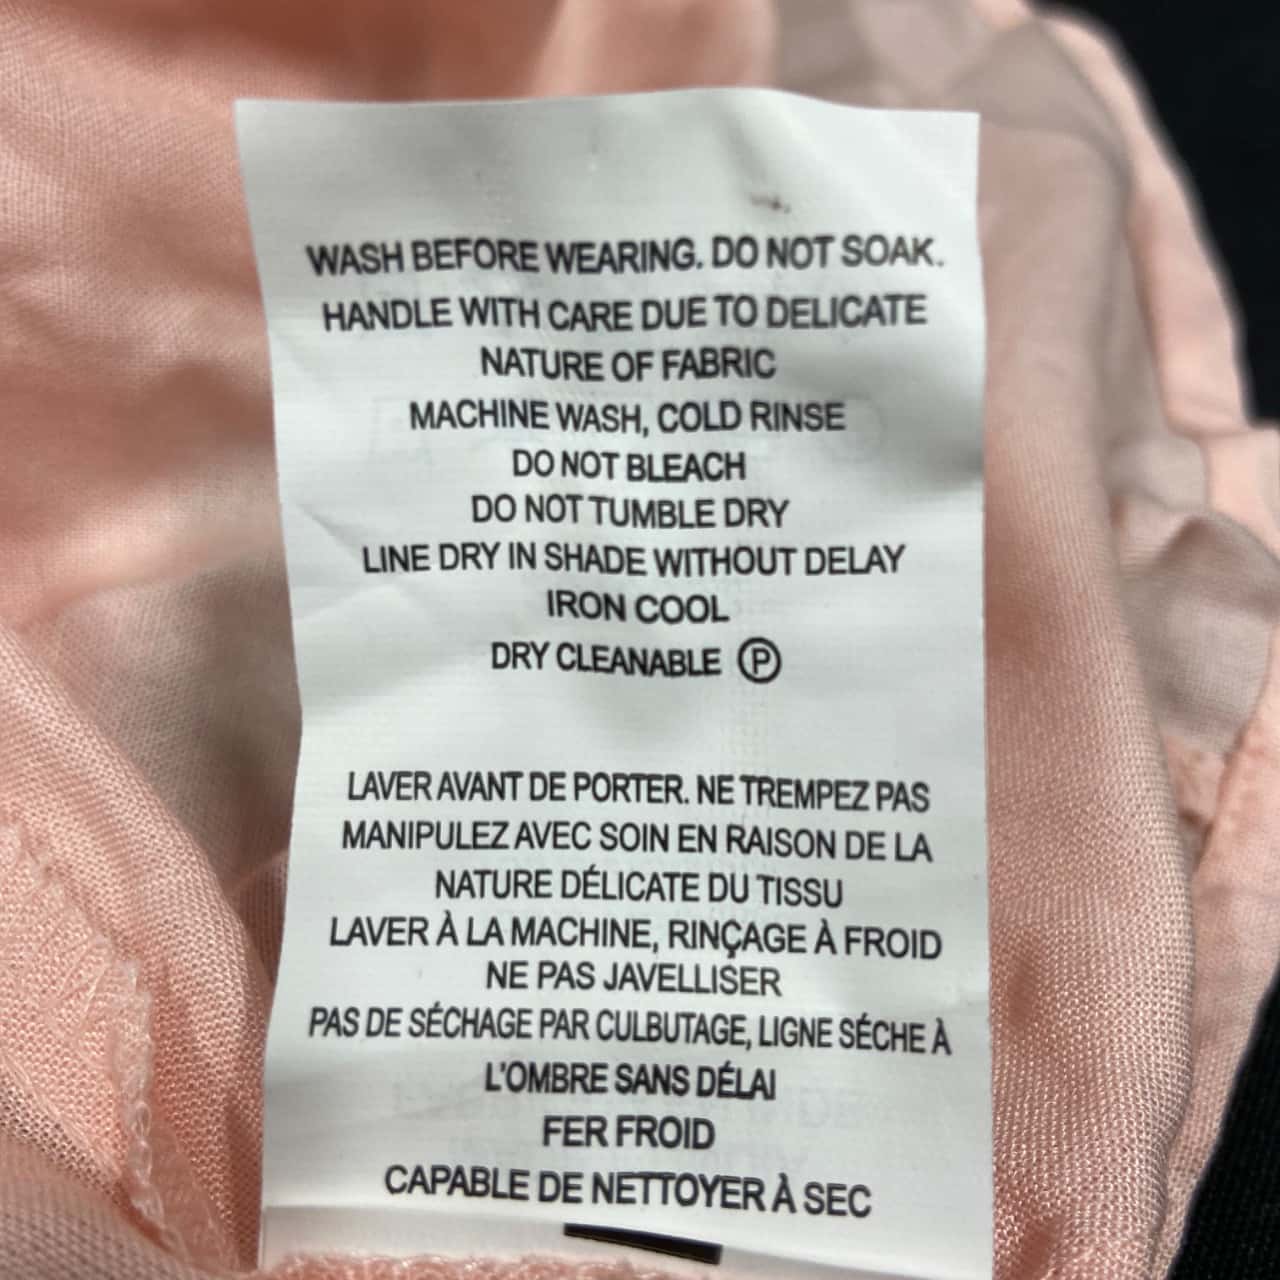 WASH BEFORE WEARING. DO NOT SOAK.
HANDLE WITH CARE DUE TO DELICATE
NATURE OF FABRIC
MACHINE WASH, COLD RINSE
DO NOT BLEACH
DO NOT TUMBLE DRY
LINE DRY IN SHADE WITHOUT DELAY
IRON COOL
DRY CLEANABLE Ⓟ
LAVER AVANT DE PORTER. NE TREMPEZ PAS
MANIPULEZ AVEC SOIN EN RAISON DE LA
NATURE DÉLICATE DU TISSU
LAVER À LA MACHINE, RINÇAGE À FROID
NE PAS JAVELLISER
PAS DE SÉCHAGE PAR CULBUTAGE, LIGNE SÉCHE À
L'OMBRE SANS DÉLAI
FER FROID
CAPABLE DE NETTOYER À SEC